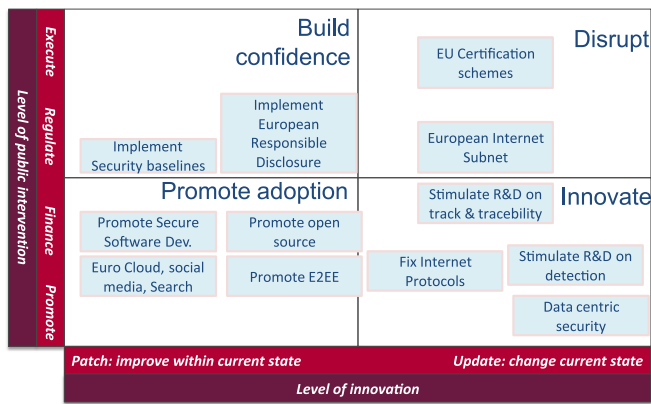 Level of public intervention
Execute
Regulate
Finance
Promote
Build
confidence
Implement
Security baselines
Implement
European
Responsible
Disclosure
Disrupt
EU Certification
schemes
European Internet
Subnet
Promote adoption
Promote Secure
Software Dev.
Promote open
source
Euro Cloud, social
media, Search
Promote E2EE
Innovate
Stimulate R&D on
track & tracebility
Fix Internet
Protocols
Stimulate R&D on
detection
Data centric
security
Patch: improve within current state
Update: change current state
Level of innovation